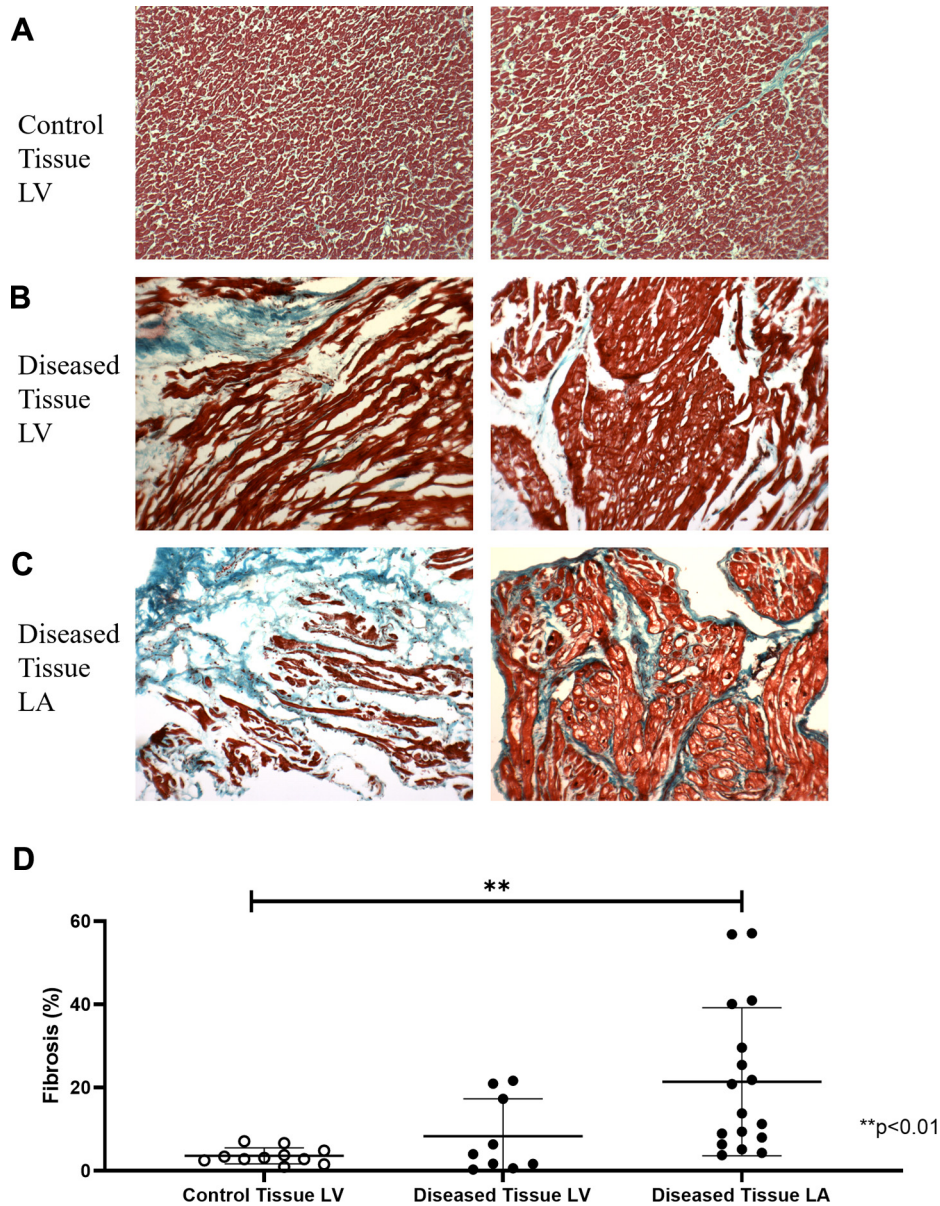 A
Control
Tissue
LV
B
Diseased
Tissue
LV
C
Diseased
Tissue
LA
D
**
60
40
20
0
Fibrosis (%)
**p<0.01
Control Tissue LV
Diseased Tissue LV
Diseased Tissue LA